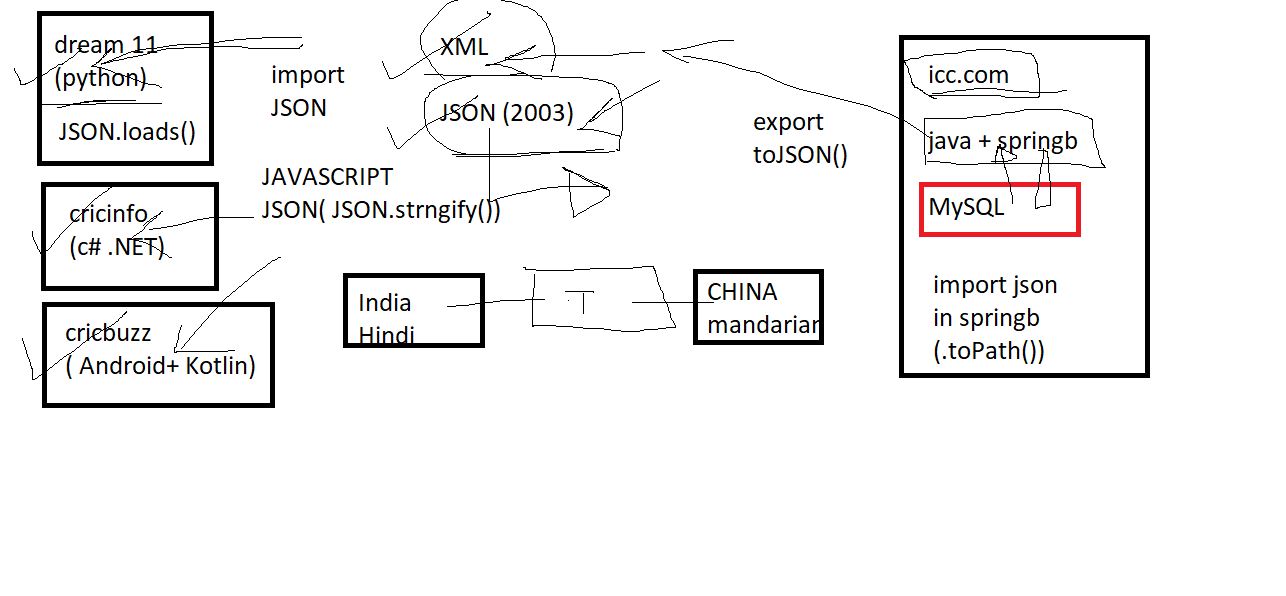 dream 11
(python)
JSON.loads()
import
JSON
XML
JSON (2003)
export
toJSON()
icc.com
java + springb
MySQL
import json
in springb
(.toPath())
JAVASCRIPT
JSON( JSON.strngify())
cricinfo
(c# .NET)
cricbuzz
( Android+ Kotlin)
India
Hindi
T
CHINA
mandarian